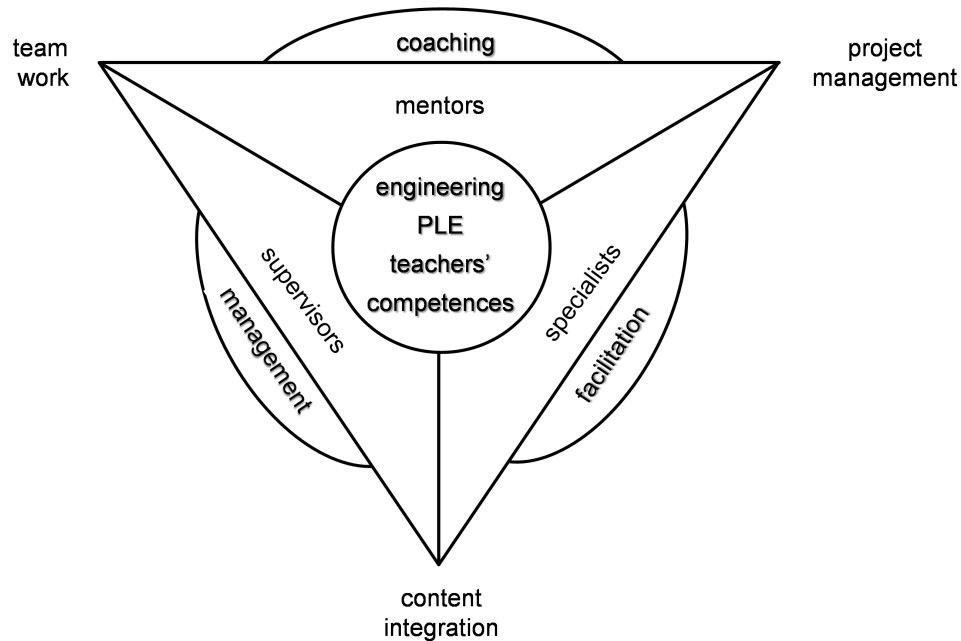 coaching
team
work
project
management
mentors
engineering
PLE
teachers’
competences
supervisors
specialists
management
facilitation
content
integration